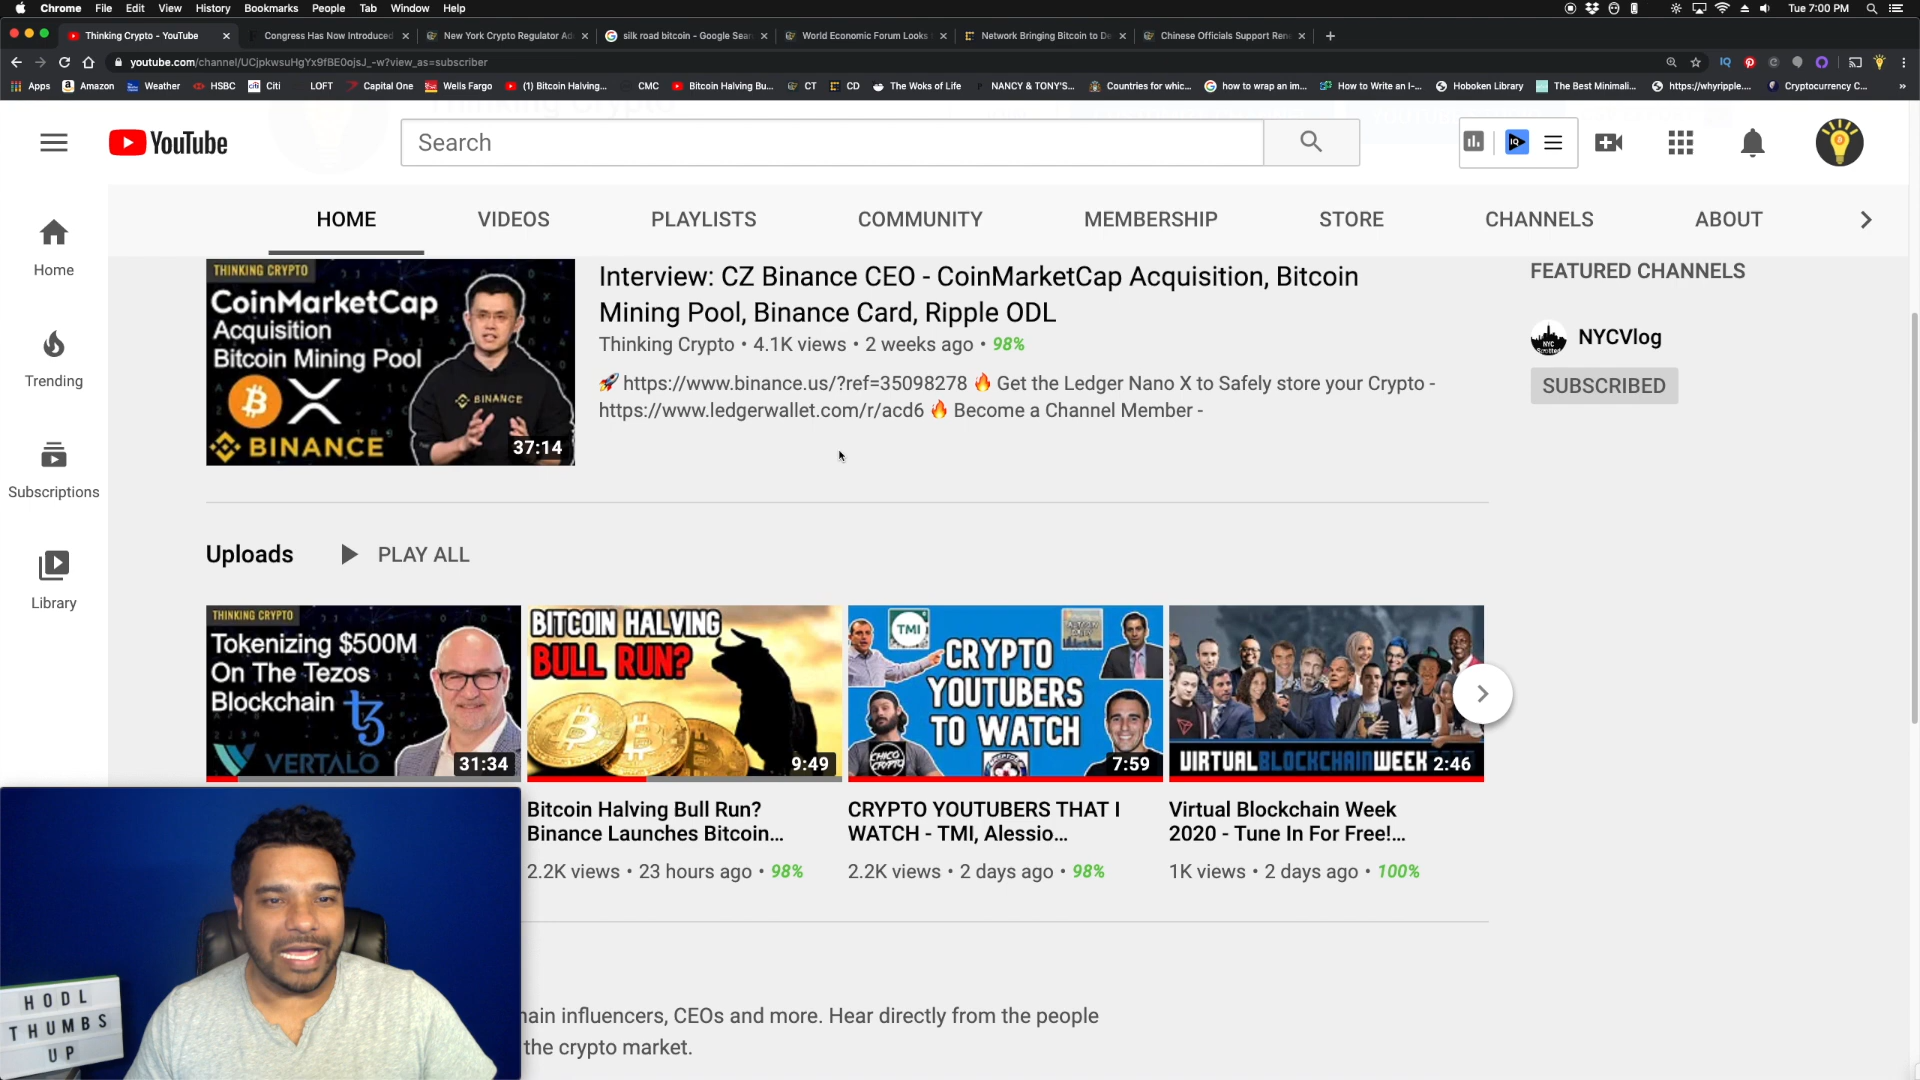 Chrome File Edit View History Bookmarks People Tab Window Help Tue 7:00 PM
Thinking Crypto - YouTube Congress Has Now Introduced New York Crypto Regulator silk road bitcoin - Google World Economic Forum Looks Network Bringing Bitcoin to Chinese Officials Support
youtube.com/channel/UCjpkwsuHgYx9fBE0ojsJ_-w?view_as=subscriber
Apps Amazon Weather HSBC Citi LOFT Capital One Wells Fargo (1) Bitcoin Halving... CMC Bitcoin Halving Bu... CT CD The Woks of Life NANCY & TONY'S... Countries for whic... how to wrap an im... How to Write an I-... Hoboken Library The Best Minimali... https://whyripple.... Cryptocurrency C...
YouTube
Search
IQ
HOME VIDEOS PLAYLISTS COMMUNITY MEMBERSHIP STORE CHANNELS ABOUT
Home
Trending
Subscriptions
Library
THINKING CRYPTO
CoinMarketCap
Acquisition
Bitcoin Mining Pool
BINANCE
BINANCE
37:14
Interview: CZ Binance CEO - CoinMarketCap Acquisition, Bitcoin
Mining Pool, Binance Card, Ripple ODL
Thinking Crypto • 4.1K views • 2 weeks ago • 98%
🚀 https://www.binance.us/?ref=35098278 🔥 Get the Ledger Nano X to Safely store your Crypto -
https://www.ledgerwallet.com/r/acd6 🔥 Become a Channel Member -
FEATURED CHANNELS
NYCVlog
SUBSCRIBED
Uploads PLAY ALL
THINKING CRYPTO
Tokenizing $500M
On The Tezos
Blockchain
VERTALO
31:34
BITCOIN HALVING
BULL RUN?
9:49
TMI
CRYPTO
YOUTUBERS
TO WATCH
CHICO
CRYPTO
7:59
VIRTUALBLOCKCHAINWEEK
2:46
Bitcoin Halving Bull Run?
Binance Launches Bitcoin...
2.2K views • 23 hours ago • 98%
CRYPTO YOUTUBERS THAT I
WATCH - TMI, Alessio...
2.2K views • 2 days ago • 98%
Virtual Blockchain Week
2020 - Tune In For Free!...
1K views • 2 days ago • 100%
HODL
THUMBS
UP
influencers, CEOs and more. Hear directly from the people
the crypto market.